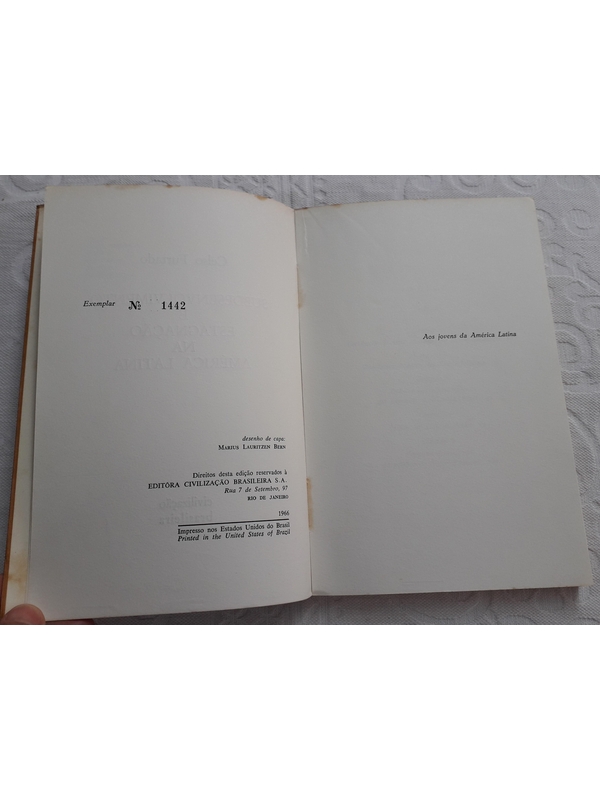 Exemplar Nº 1442
desenho de capa:
MARIUS LAURITZEN BERN
Direitos desta edição reservados à
EDITÔRA CIVILIZAÇÃO BRASILEIRA S.A.
Rua 7 de Setembro, 97
RIO DE JANEIRO
1966
Impresso nos Estados Unidos do Brasil
Printed in the United States of Brazil
Aos jovens da América Latina